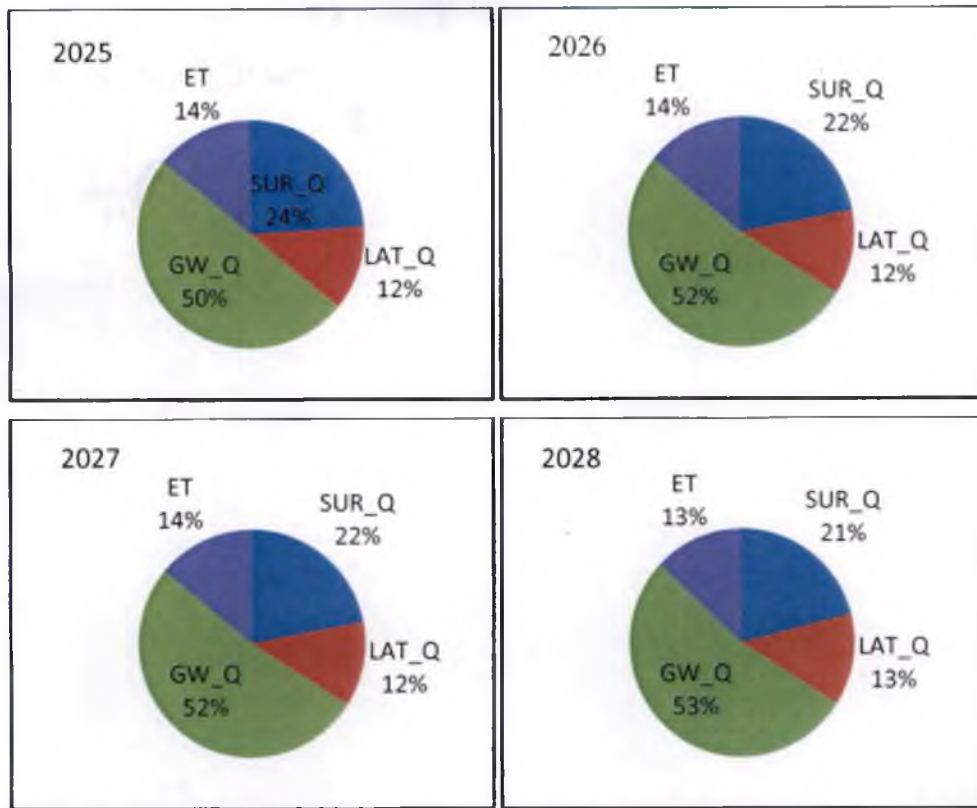 2025
ET
14%
SUR_Q
24%
LAT_Q
12%
GW_Q
50%
2026
ET
14%
SUR_Q
22%
LAT_Q
12%
GW_Q
52%
2027
ET
14%
SUR_Q
22%
LAT_Q
12%
GW_Q
52%
2028
ET
13%
SUR_Q
21%
LAT_Q
13%
GW_Q
53%